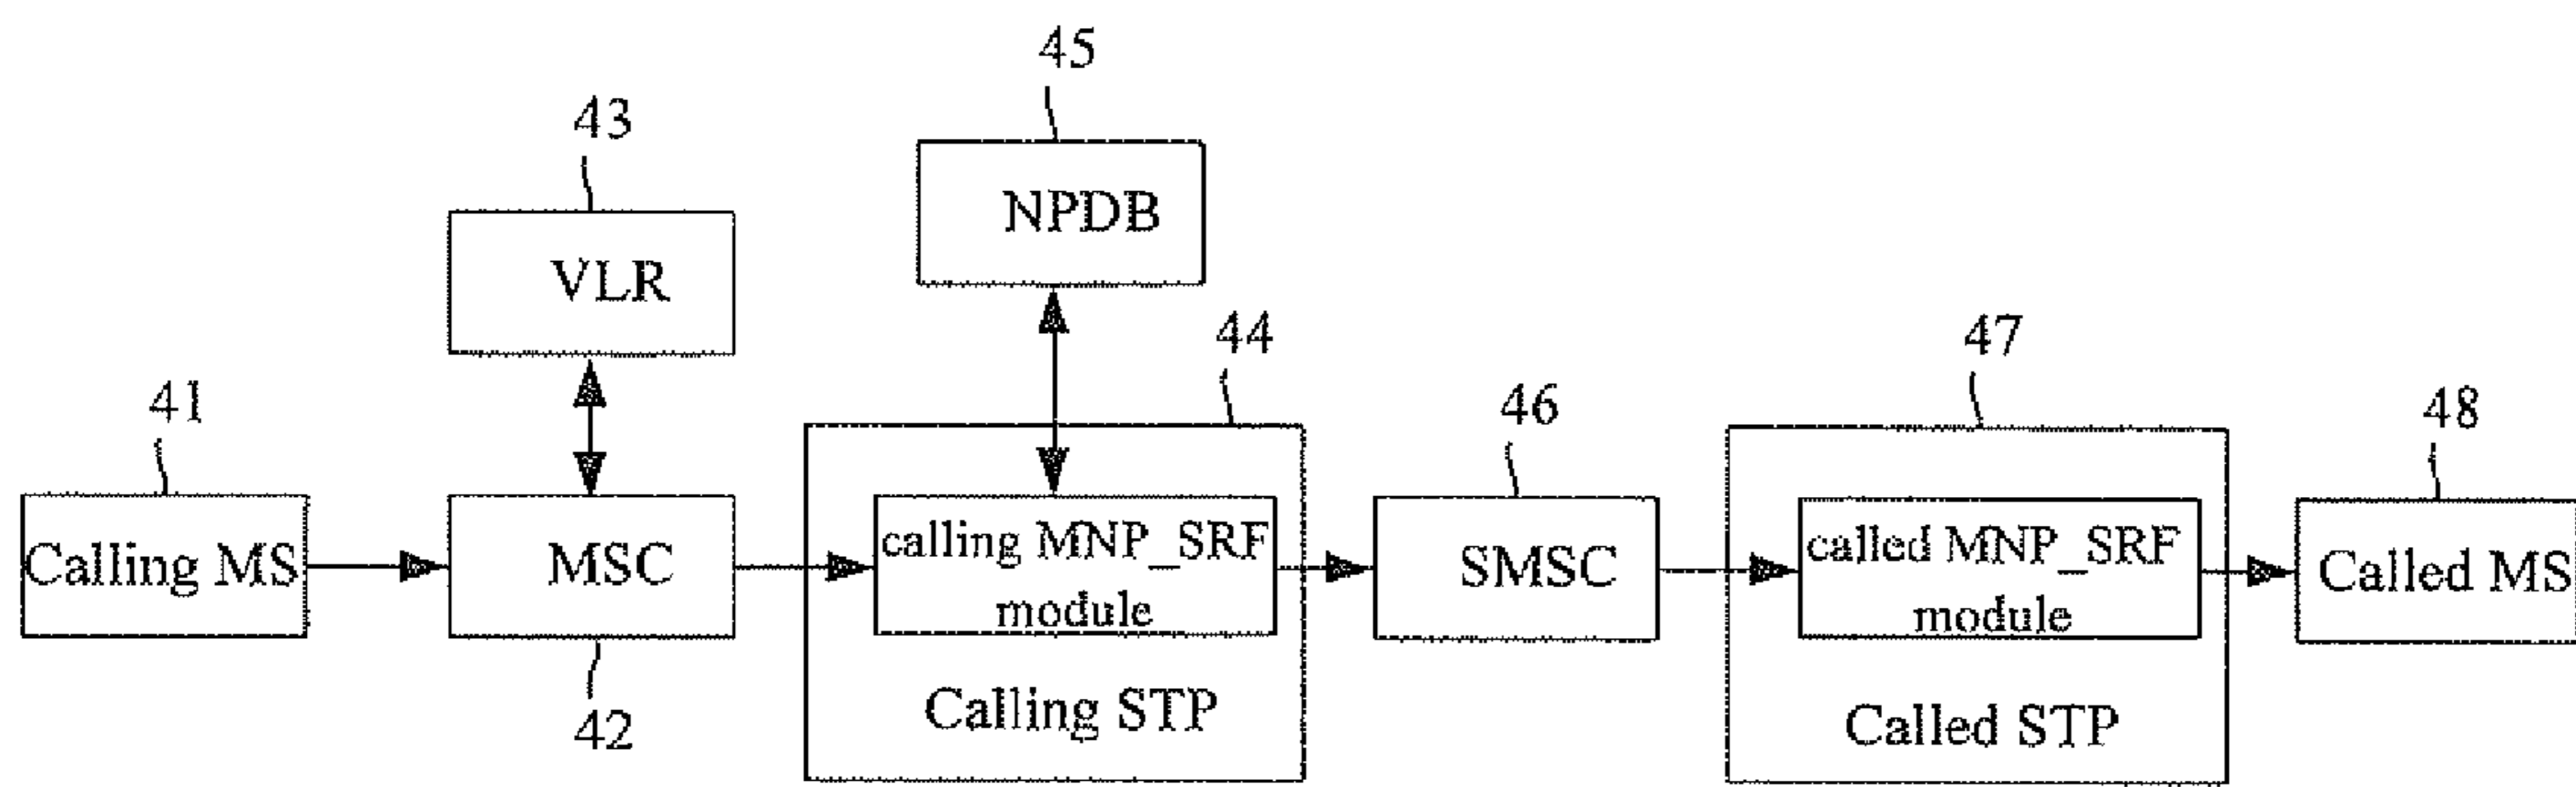 45
43
NPDB
VLR
44
47
41
46
48
Calling MS
MSC
calling MNP_SRF
module
SMSC
called MNP_SRF
module
Called MS
Calling STP
Called STP
42